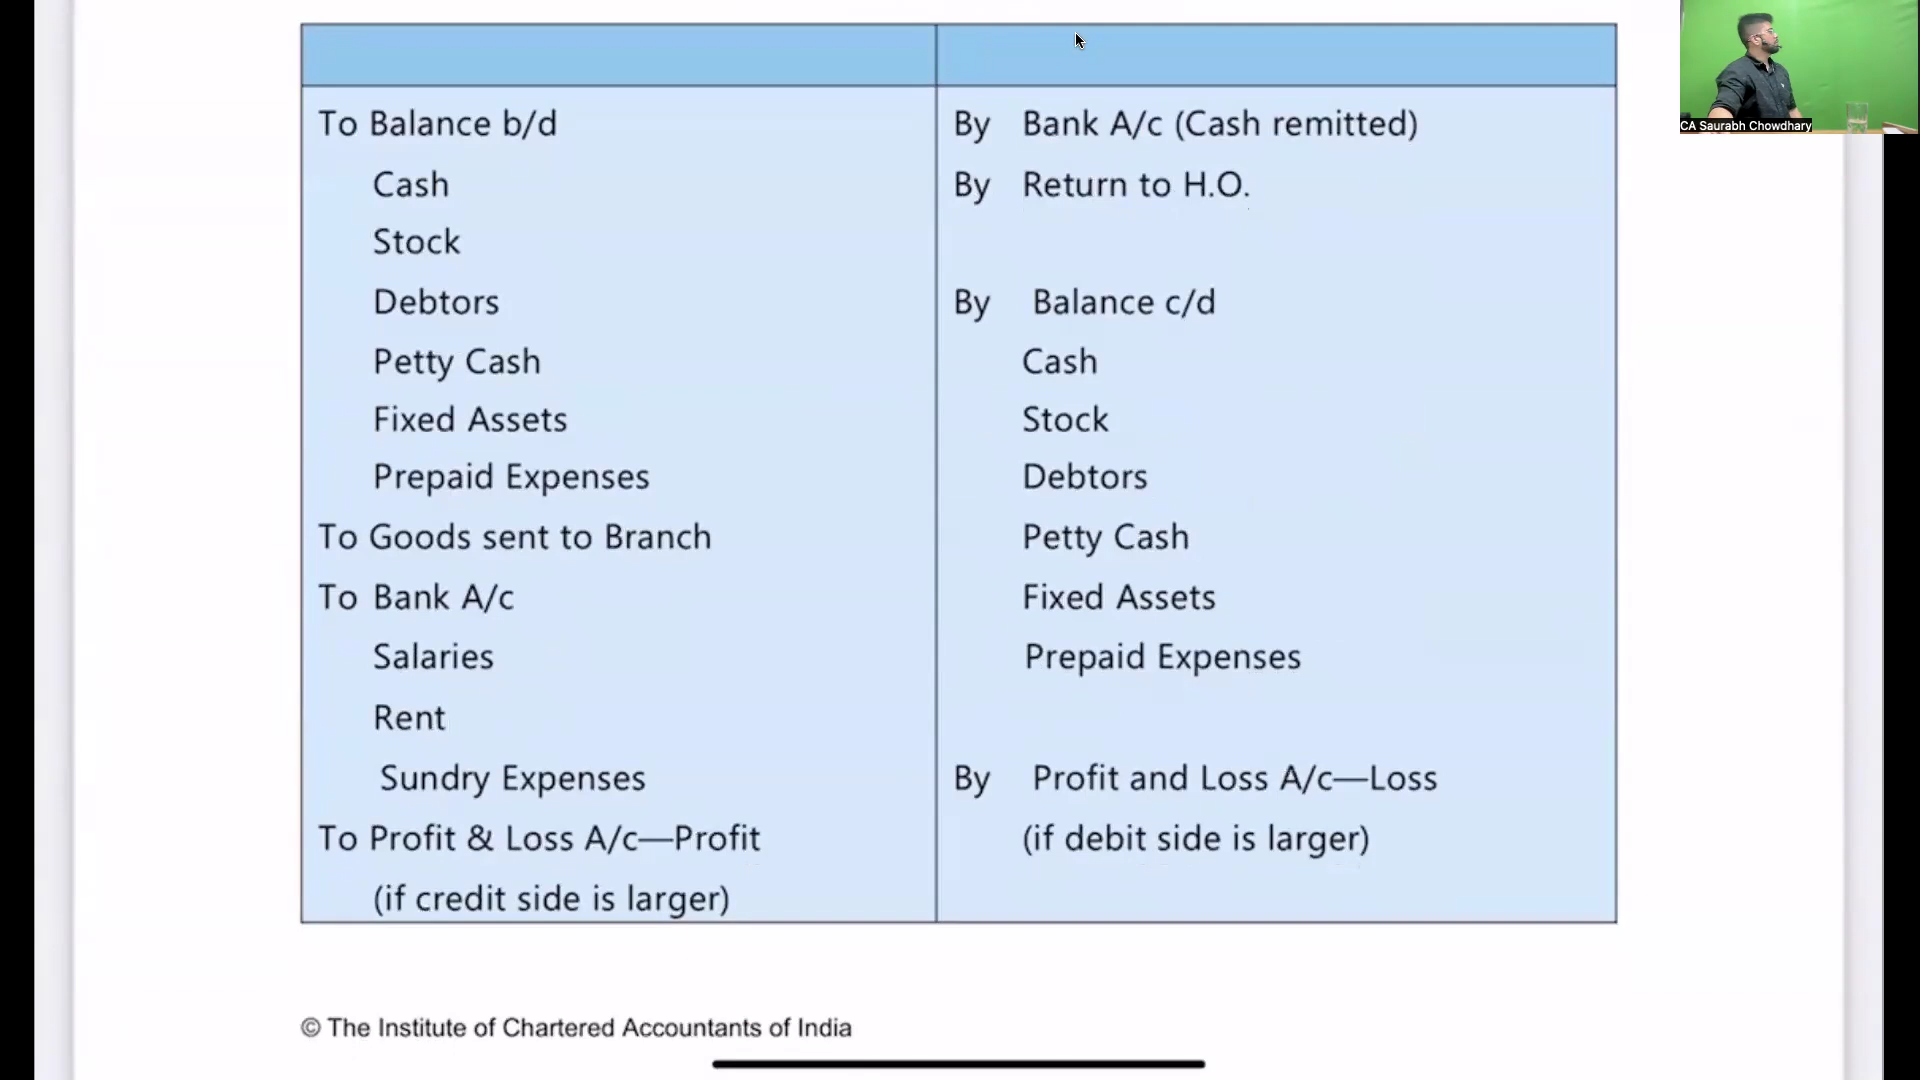 To Balance b/d
Cash
Stock
Debtors
Petty Cash
Fixed Assets
Prepaid Expenses
To Goods sent to Branch
To Bank A/c
Salaries
Rent
Sundry Expenses
To Profit & Loss A/c—Profit
(if credit side is larger)
By Bank A/c (Cash remitted)
By Return to H.O.
By Balance c/d
Cash
Stock
Debtors
Petty Cash
Fixed Assets
Prepaid Expenses
By Profit and Loss A/c—Loss
(if debit side is larger)
CA Saurabh Chowdhary
© The Institute of Chartered Accountants of India